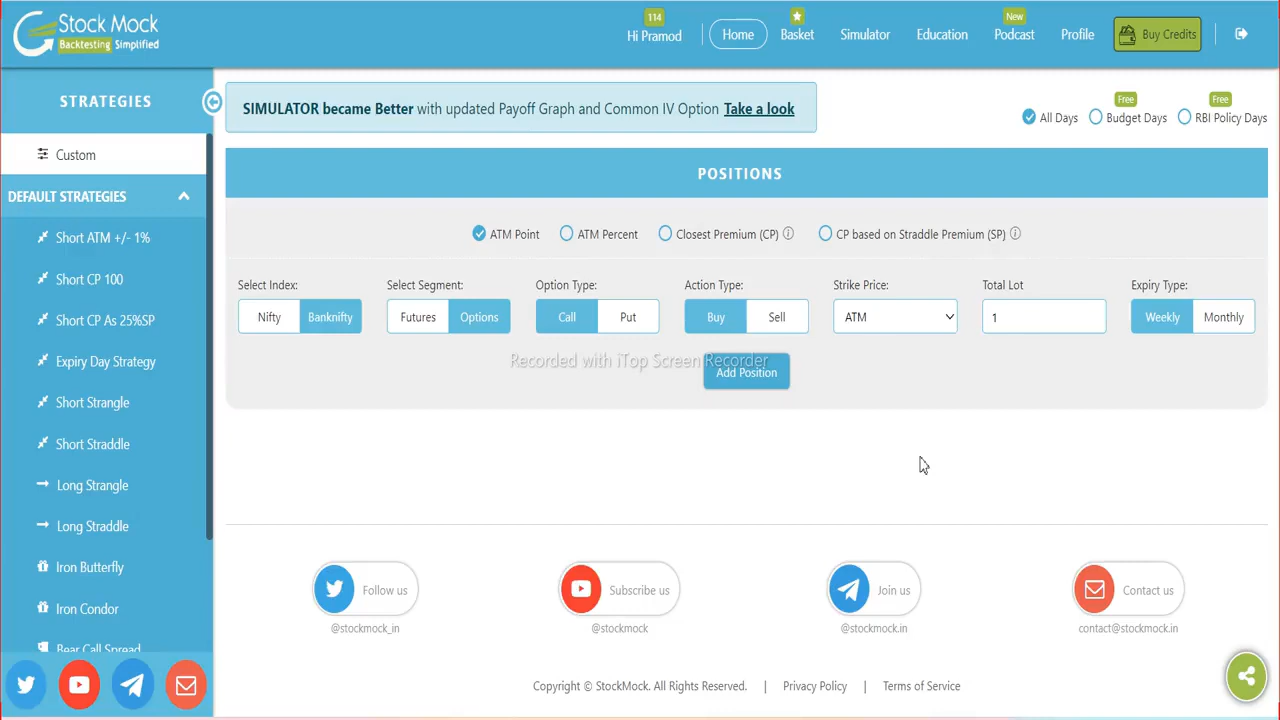 Stock Mock
Backtesting Simplified
114
Hi Pramod
Home
Basket
Simulator
Education
New
Podcast
Profile
Buy Credits
STRATEGIES
Custom
DEFAULT STRATEGIES
Short ATM +/- 1%
Short CP 100
Short CP As 25%SP
Expiry Day Strategy
Short Strangle
Short Straddle
Long Strangle
Long Straddle
Iron Butterfly
Iron Condor
Bear Call Spread
SIMULATOR became Better with updated Payoff Graph and Common IV Option Take a look
All Days
Free
Budget Days
Free
RBI Policy Days
POSITIONS
ATM Point
ATM Percent
Closest Premium (CP)
CP based on Straddle Premium (SP)
Select Index:
Nifty
Banknifty
Select Segment:
Futures
Options
Option Type:
Call
Put
Action Type:
Buy
Sell
Strike Price:
ATM
Total Lot
1
Expiry Type:
Weekly
Monthly
Recorded with iTop Screen Recorder
Add Position
Follow us
@stockmock_in
Subscribe us
@stockmock
Join us
@stockmock.in
Contact us
contact@stockmock.in
Copyright © StockMock. All Rights Reserved. | Privacy Policy | Terms of Service